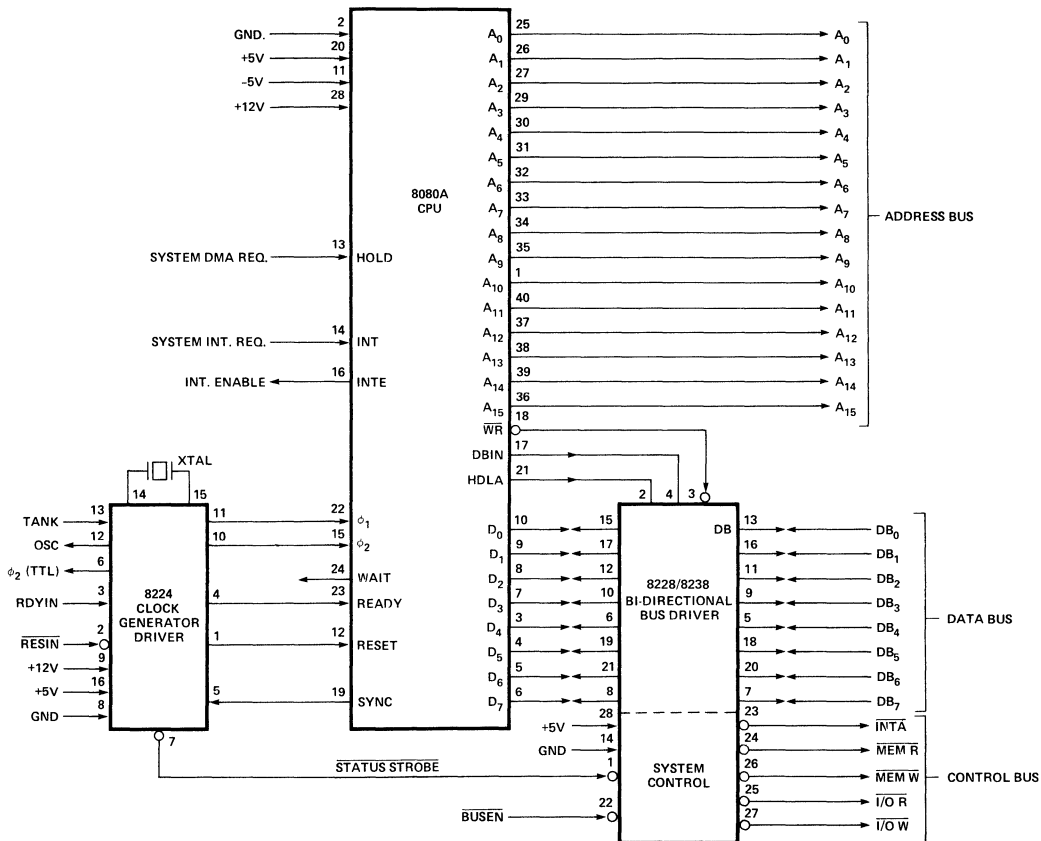 2
GND.
20
+5V
11
-5V
28
+12V
8080A
CPU
13
SYSTEM DMA REQ.
HOLD
14
SYSTEM INT. REQ.
INT
16
INT. ENABLE
INTE
A0 25 A0
A1 26 A1
A2 27 A2
A3 29 A3
A4 30 A4
A5 31 A5
A6 32 A6
A7 33 A7
A8 34 A8
A9 35 A9
A10 1 A10
A11 40 A11
A12 37 A12
A13 38 A13
A14 39 A14
A15 36 A15
ADDRESS BUS
WR 18
DBIN 17
HDLA 21
XTAL
14 15
TANK 13
OSC 12
φ2 (TTL) 6
RDYIN 3
RESIN 2
+12V 9
+5V 16
GND 8
8224
CLOCK
GENERATOR
DRIVER
11 22 φ1
10 15 φ2
24 WAIT
4 23 READY
1 12 RESET
5 19 SYNC
7
STATUS STROBE
2 4 3
D0 10 15 DB 13 DB0
D1 9 17 16 DB1
D2 8 12 11 DB2
D3 7 10 9 DB3
D4 3 6 5 DB4
D5 4 19 18 DB5
D6 5 21 20 DB6
D7 6 8 7 DB7
8228/8238
BI-DIRECTIONAL
BUS DRIVER
DATA BUS
+5V 28
GND 14
1
BUSEN 22
SYSTEM
CONTROL
23 INTA
24 MEM R
26 MEM W
25 I/O R
27 I/O W
CONTROL BUS